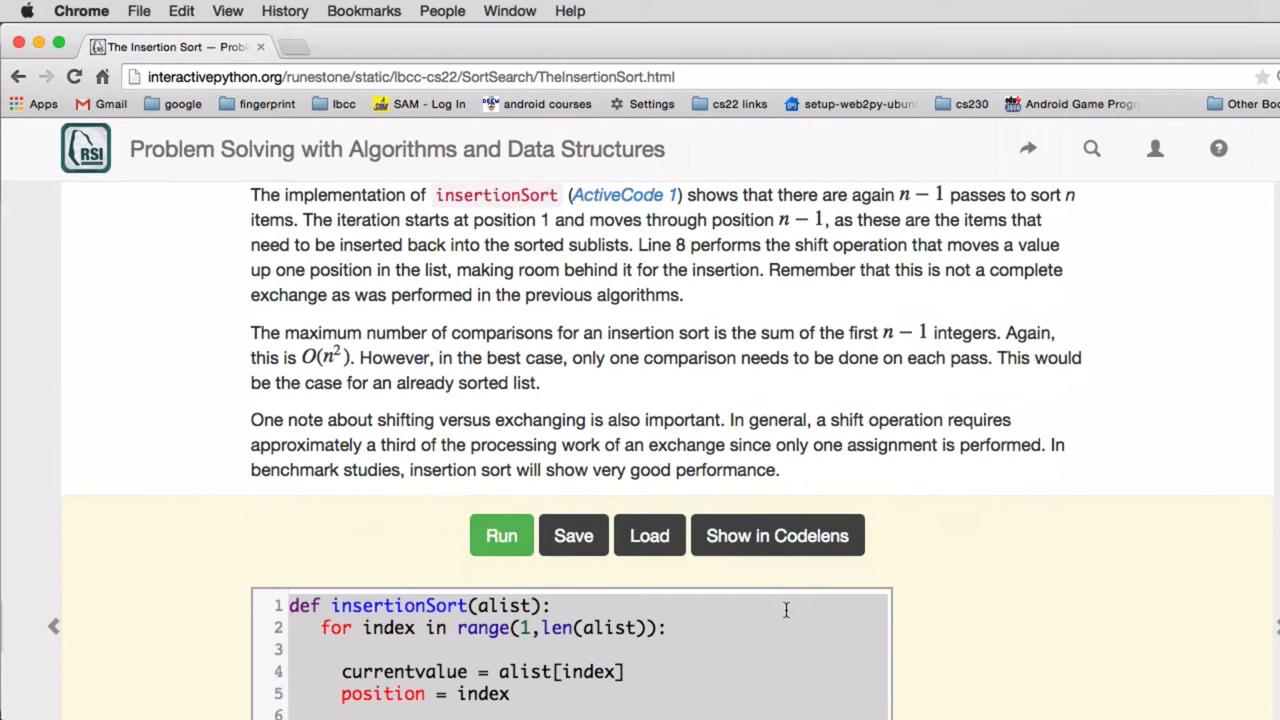 Chrome File Edit View History Bookmarks People Window Help
The Insertion Sort — Proble
interactivepython.org/runestone/static/lbcc-cs22/SortSearch/TheInsertionSort.html
Apps Gmail google fingerprint lbcc SAM - Log In android courses Settings cs22 links setup-web2py-ubunt cs230 Android Game Progr Other Boo
RSI Problem Solving with Algorithms and Data Structures
The implementation of insertionSort (ActiveCode 1) shows that there are again n − 1 passes to sort n
items. The iteration starts at position 1 and moves through position n − 1, as these are the items that
need to be inserted back into the sorted sublists. Line 8 performs the shift operation that moves a value
up one position in the list, making room behind it for the insertion. Remember that this is not a complete
exchange as was performed in the previous algorithms.
The maximum number of comparisons for an insertion sort is the sum of the first n − 1 integers. Again,
this is O(n²). However, in the best case, only one comparison needs to be done on each pass. This would
be the case for an already sorted list.
One note about shifting versus exchanging is also important. In general, a shift operation requires
approximately a third of the processing work of an exchange since only one assignment is performed. In
benchmark studies, insertion sort will show very good performance.
Run Save Load Show in Codelens
1 def insertionSort(alist):
2 for index in range(1,len(alist)):
3
4 currentvalue = alist[index]
5 position = index
6